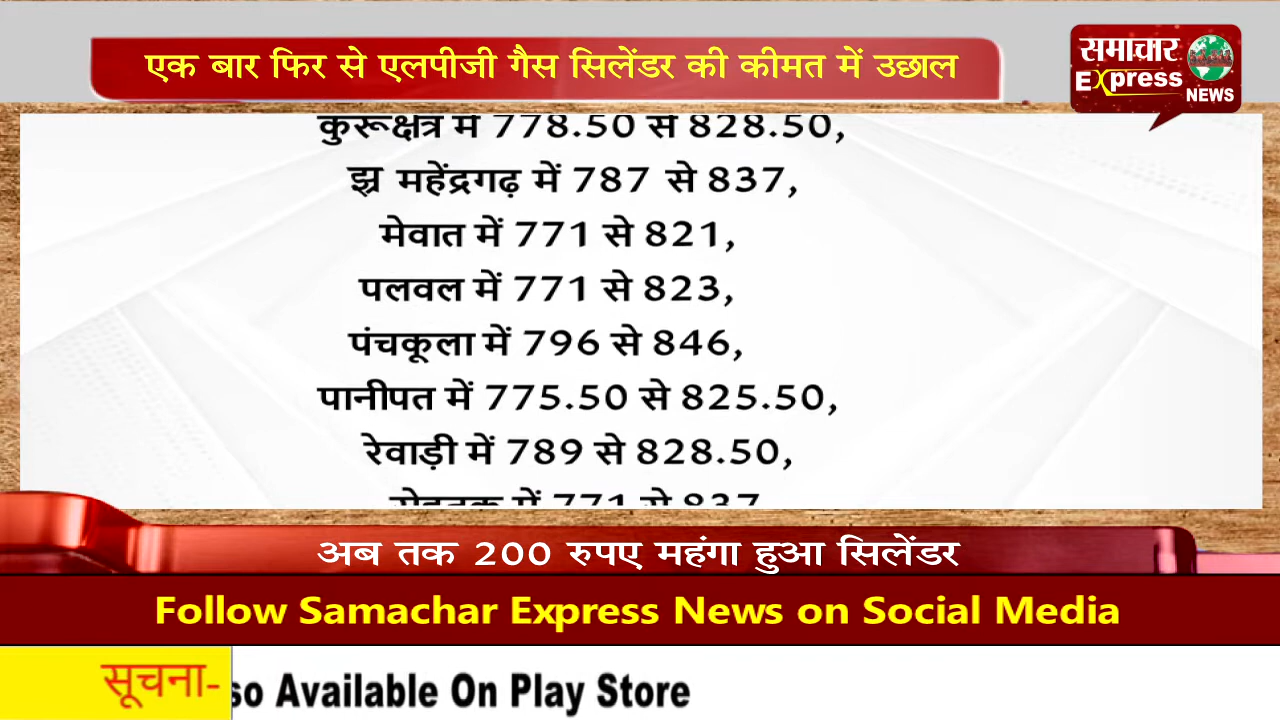 एक बार फिर से एलपीजी गैस सिलेंडर की कीमत में उछाल
समाचार
Express
NEWS
कुरूक्षेत्र में 778.50 से 828.50,
झ्र महेंद्रगढ़ में 787 से 837,
मेवात में 771 से 821,
पलवल में 771 से 823,
पंचकूला में 796 से 846,
पानीपत में 775.50 से 825.50,
रेवाड़ी में 789 से 828.50,
में 771 से 837
अब तक 200 रुपए महंगा हुआ सिलेंडर
Follow Samachar Express News on Social Media
सूचना- so Available On Play Store